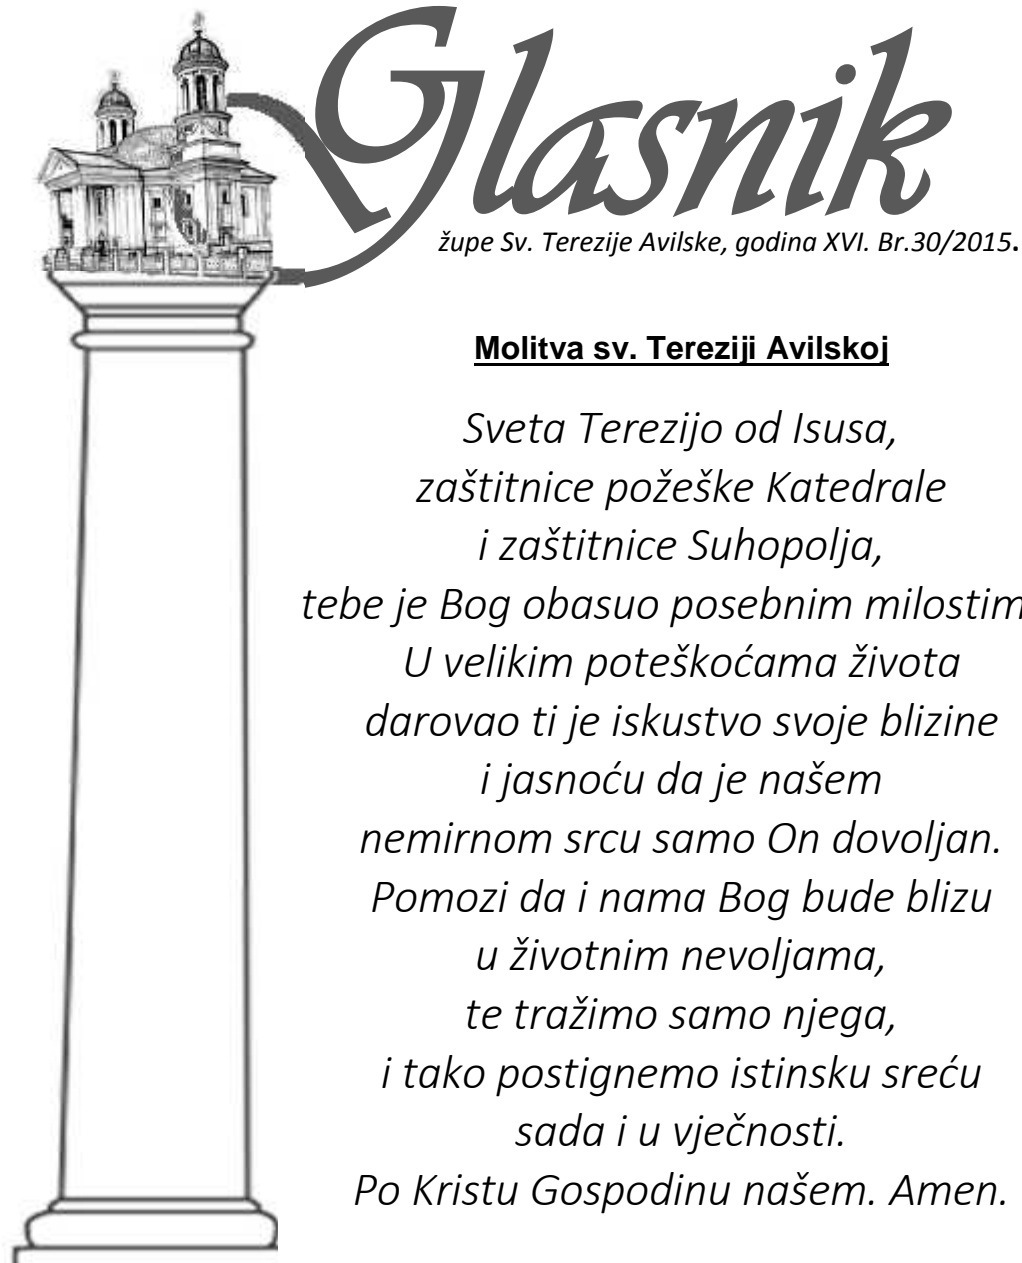 Glasnik
župe Sv. Terezije Avilske, godina XVI. Br.30/2015.
Molitva sv. Tereziji Avilskoj
Sveta Terezijo od Isusa,
zaštitnice požeške Katedrale
i zaštitnice Suhopolja,
tebe je Bog obasuo posebnim milostim
U velikim poteškoćama života
darovao ti je iskustvo svoje blizine
i jasnoću da je našem
nemirnom srcu samo On dovoljan.
Pomozi da i nama Bog bude blizu
u životnim nevoljama,
te tražimo samo njega,
i tako postignemo istinsku sreću
sada i u vječnosti.
Po Kristu Gospodinu našem. Amen.